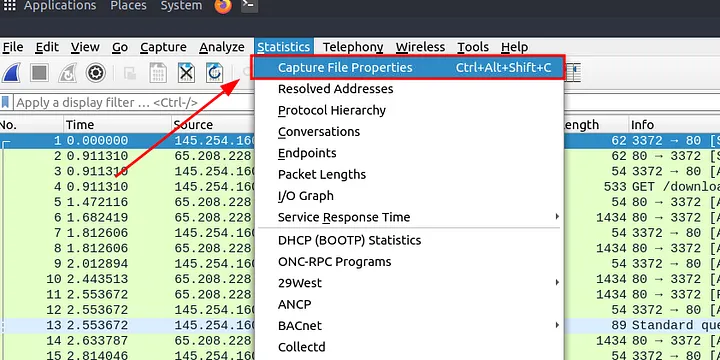 Applications Places System
File Edit View Go Capture Analyze Statistics Telephony Wireless Tools Help
Capture File Properties Ctrl+Alt+Shift+C
Apply a display filter … <Ctrl-/>
Resolved Addresses
Protocol Hierarchy
No. Time Source Length Info
Conversations
1 0.000000 145.254.160 62 3372 → 80 [S
Endpoints
2 0.911310 65.208.228 62 80 → 3372 [S
3 0.911310 145.254.160 54 3372 → 80 [A
Packet Lengths
4 0.911310 145.254.160 533 GET /downloa
I/O Graph
5 1.472116 65.208.228 54 80 → 3372 [A
6 1.682419 65.208.228 1434 80 → 3372 [A
Service Response Time
7 1.812606 145.254.160 54 3372 → 80 [A
DHCP (BOOTP) Statistics
8 1.812606 65.208.228 1434 80 → 3372 [A
ONC-RPC Programs
9 2.012894 145.254.160 54 3372 → 80 [A
10 2.443513 65.208.228 1434 80 → 3372 [A
29West
11 2.553672 65.208.228 1434 80 → 3372 [P
ANCP
12 2.553672 145.254.160 54 3372 → 80 [A
BACnet
13 2.553672 145.254.160 89 Standard que
14 2.633787 65.208.228 1434 80 → 3372 [A
Collectd
15 2.814046 145.254.160 54 3372 → 80 [A